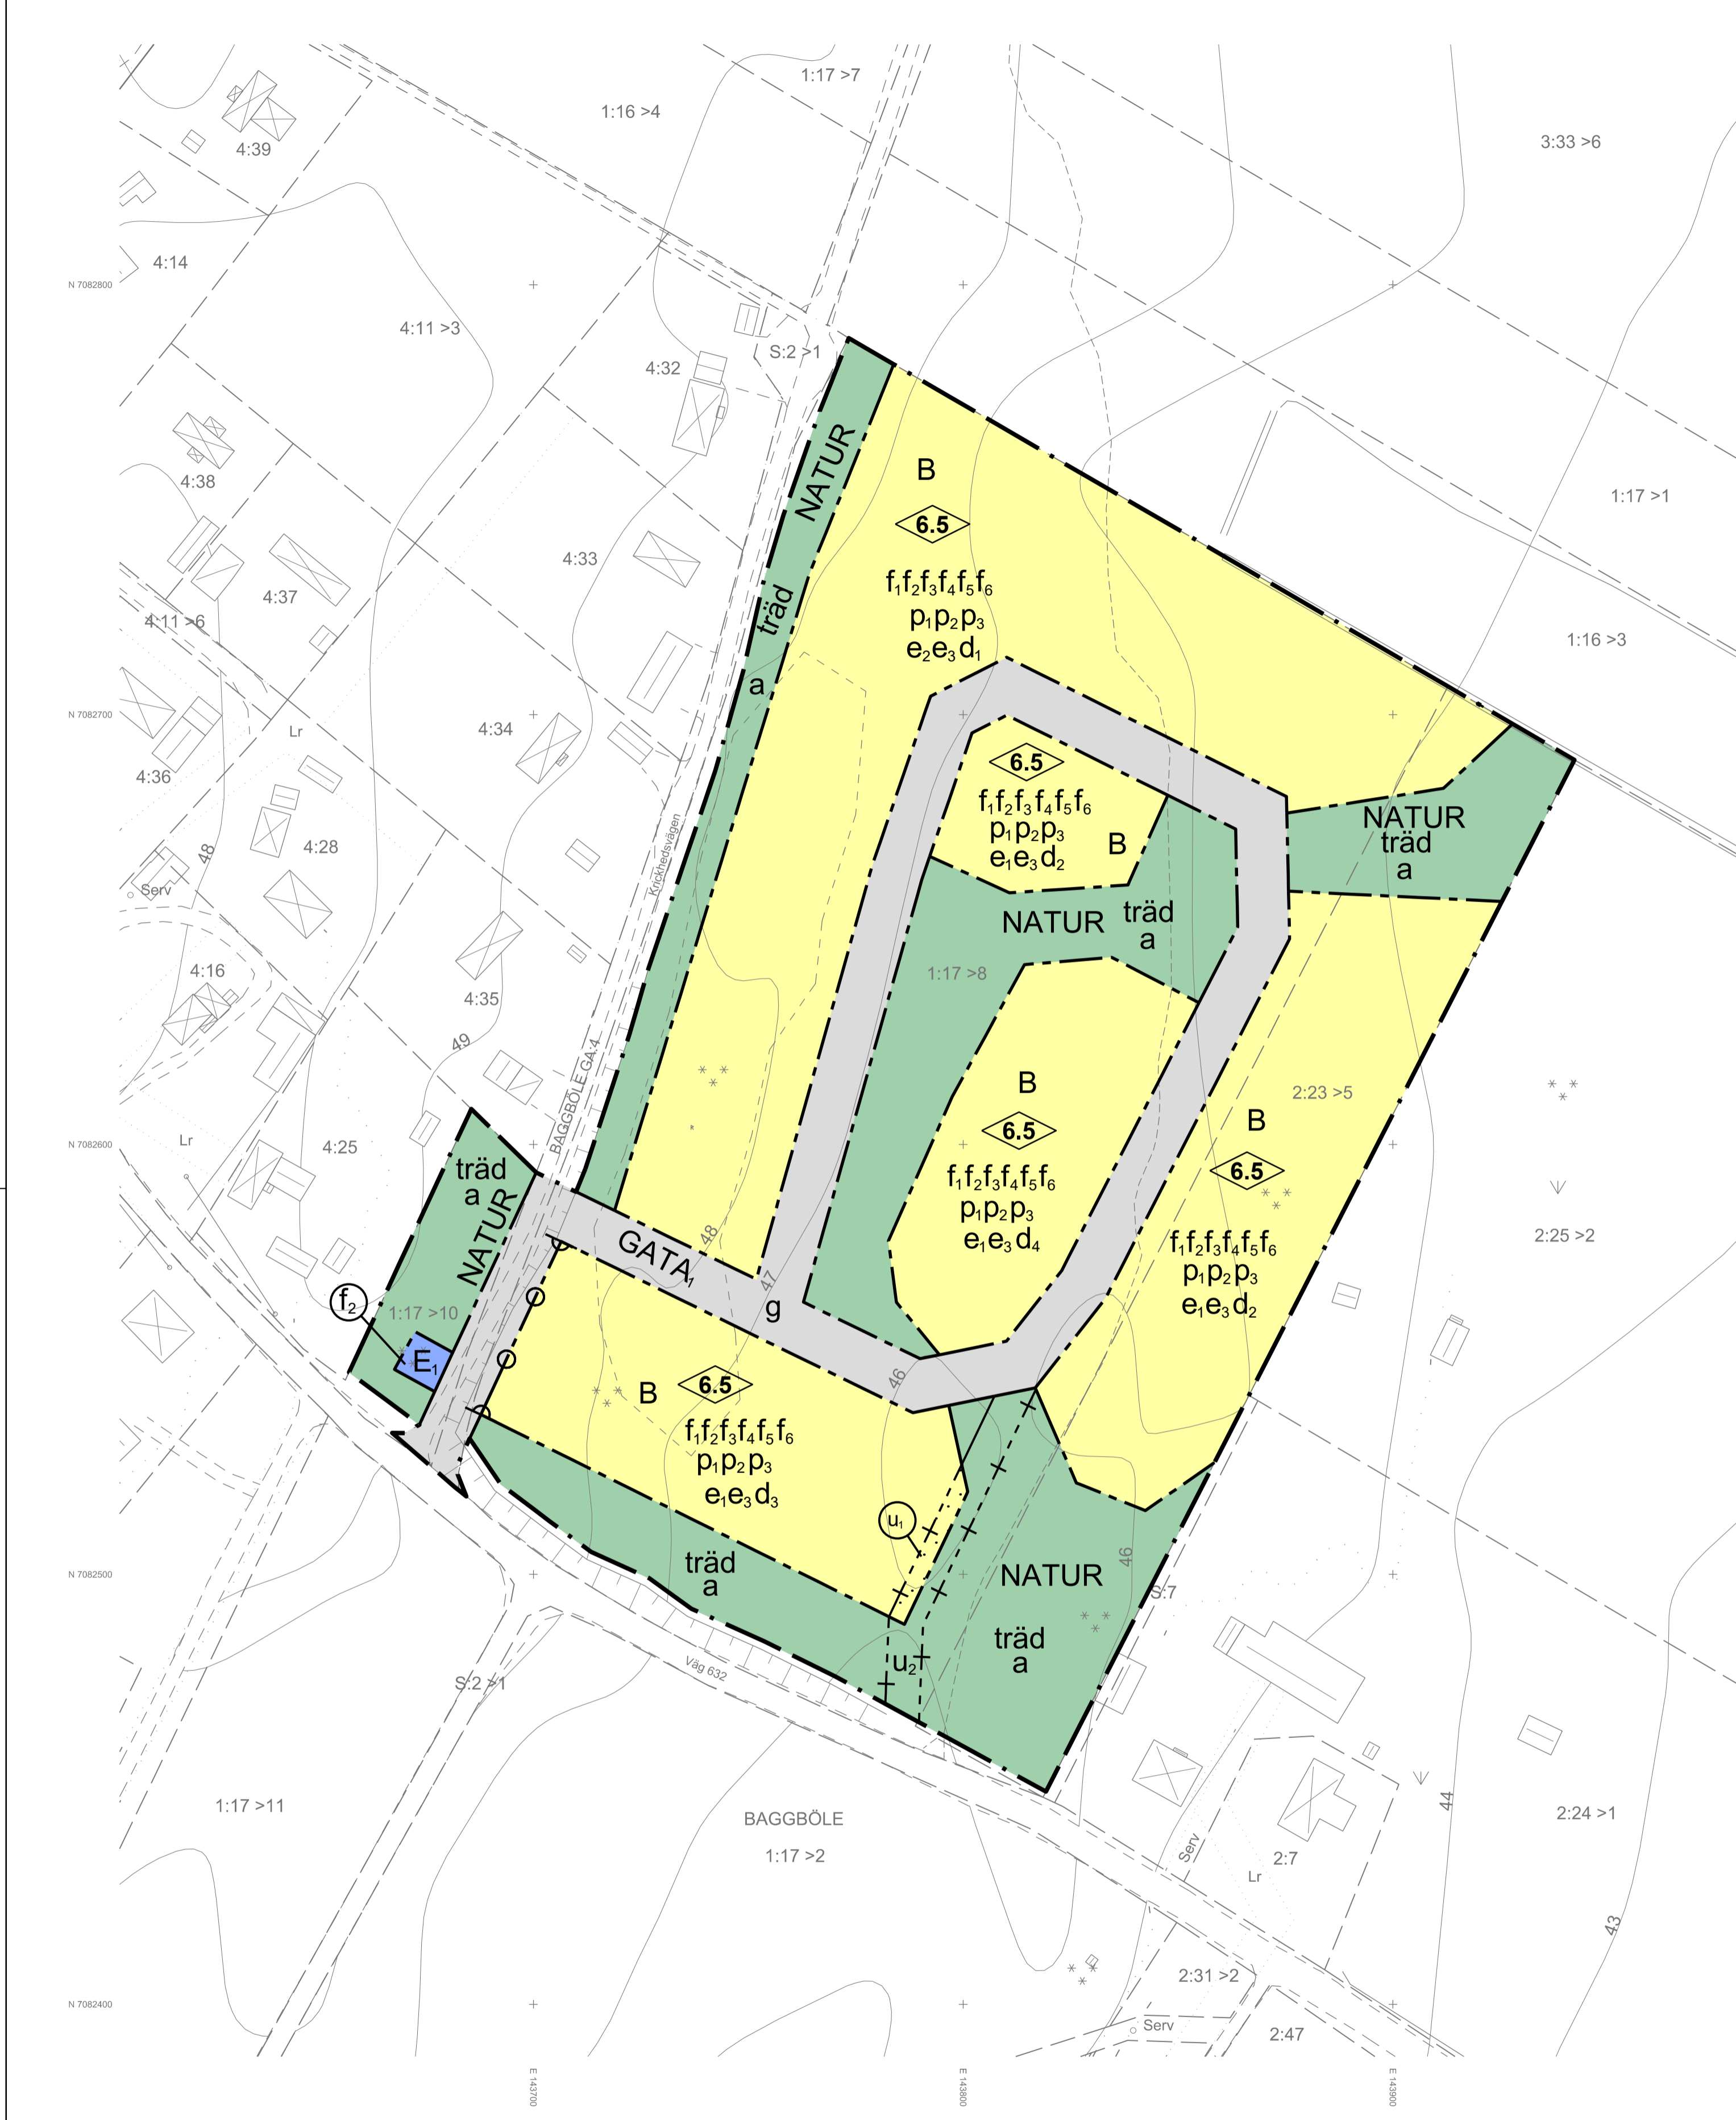 1:17 >7
1:16 >4
3:33 >6
4:39
4:14
N 7082800
4:11 >3
S:2 >1
4:32
NATUR
B
6.5
4:38
1:17 >1
4:33
träd
f₁f₂f₃f₄f₅f₆
p₁p₂p₃
e₂e₃d₁
4:37
4:11 >6
1:16 >3
a
N 7082700
Lr
4:34
4:36
6.5
f₁f₂f₃f₄f₅f₆
p₁p₂p₃
e₁e₃d₂
B
NATUR
träd
a
48
4:28
Krickhedsvägen
Serv
NATUR
träd
a
4:16
1:17 >8
4:35
49
BAGGBÖLE GA:4
B
6.5
f₁f₂f₃f₄f₅f₆
p₁p₂p₃
e₁e₃d₄
2:23 >5
B
6.5
f₁f₂f₃f₄f₅f₆
p₁p₂p₃
e₁e₃d₂
N 7082600
Lr
4:25
träd
a
NATUR
2:25 >2
GATA₁
48
47
g
f₂
1:17 >10
E₁
46
B
6.5
f₁f₂f₃f₄f₅f₆
p₁p₂p₃
e₁e₃d₃
u₁
N 7082500
träd
a
NATUR
46
S:7
träd
a
u₂
Väg 632
S:2 >1
1:17 >11
BAGGBÖLE
1:17 >2
44
2:24 >1
Serv
2:7
Lr
43
2:31 >2
N 7082400
Serv
2:47
E 143700
E 143800
E 143900